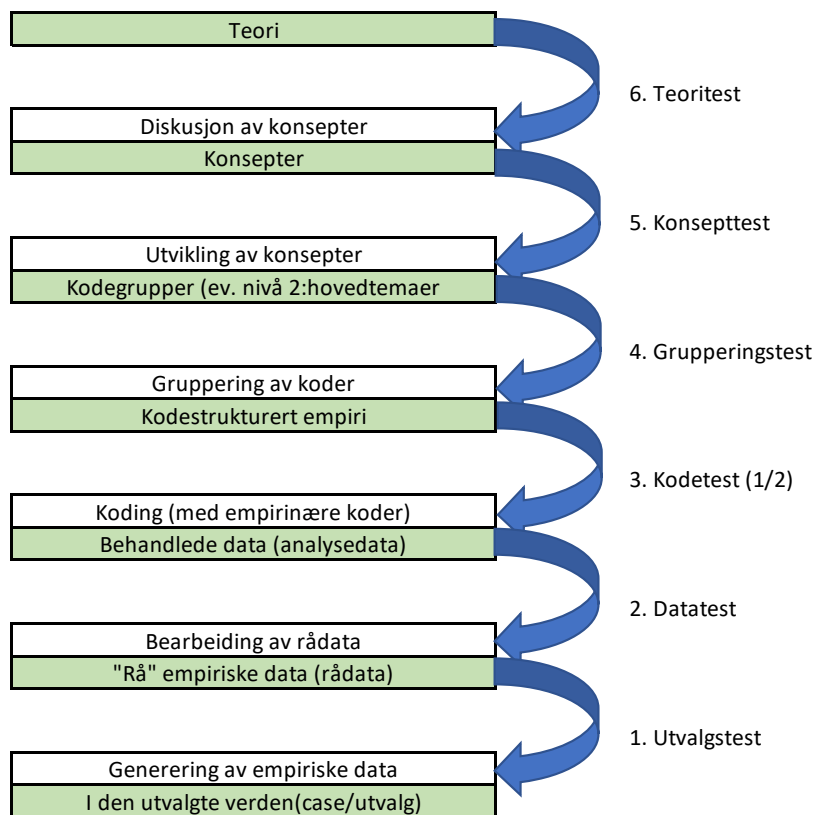 Teori
6. Teoritest
Diskusjon av konsepter
Konsepter
5. Konsepttest
Utvikling av konsepter
Kodegrupper (ev. nivå 2:hovedtemaer
4. Grupperingstest
Gruppering av koder
Kodestrukturert empiri
3. Kodetest (1/2)
Koding (med empirinære koder)
Behandlede data (analysedata)
2. Datatest
Bearbeiding av rådata
"Rå" empiriske data (rådata)
1. Utvalgstest
Generering av empiriske data
I den utvalgte verden(case/utvalg)